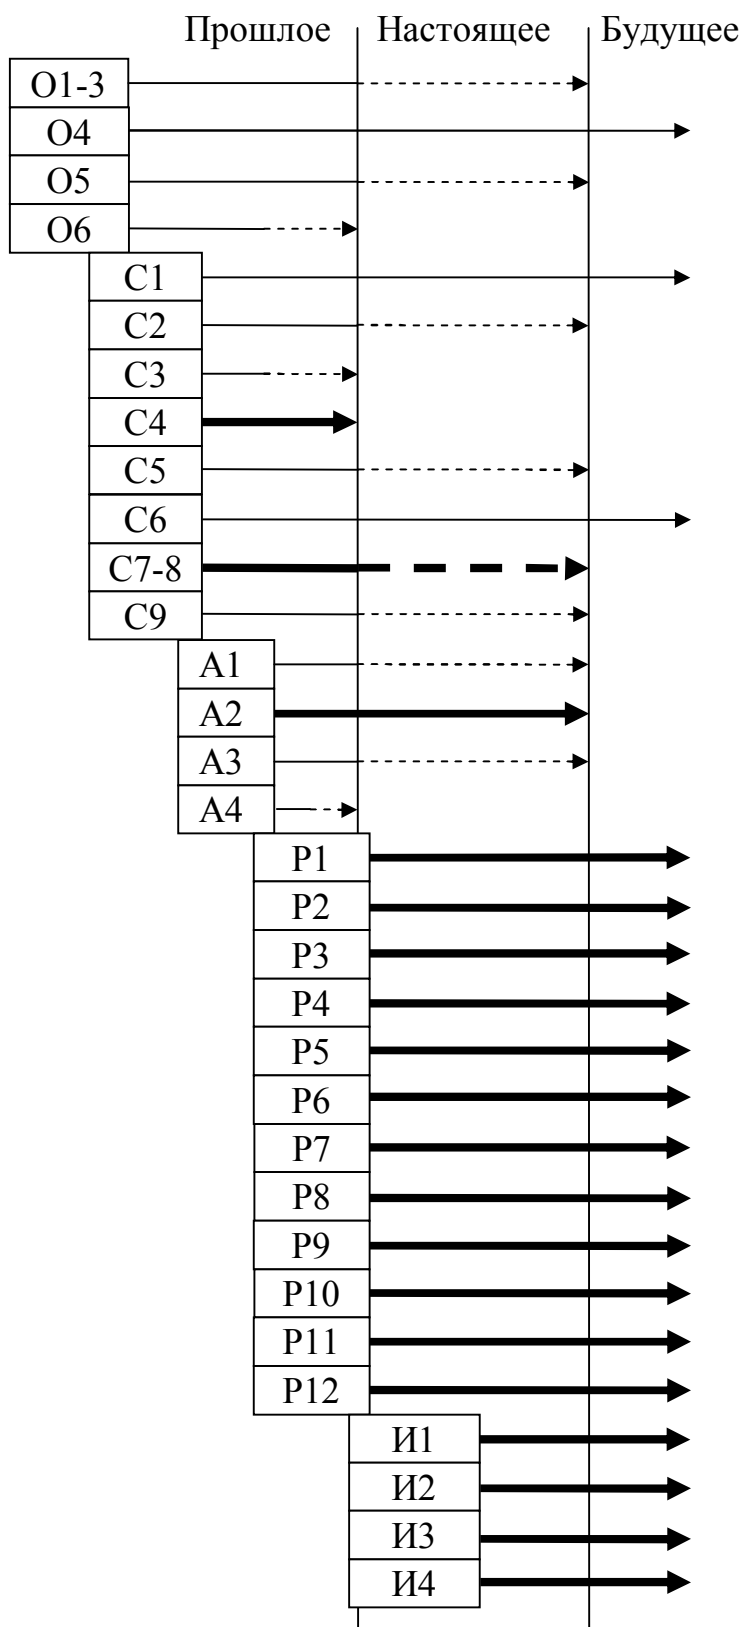 Прошлое Настоящее Будущее
О1-3
О4
О5
О6
С1
С2
С3
С4
С5
С6
С7-8
С9
А1
А2
А3
А4
Р1
Р2
Р3
Р4
Р5
Р6
Р7
Р8
Р9
Р10
Р11
Р12
И1
И2
И3
И4